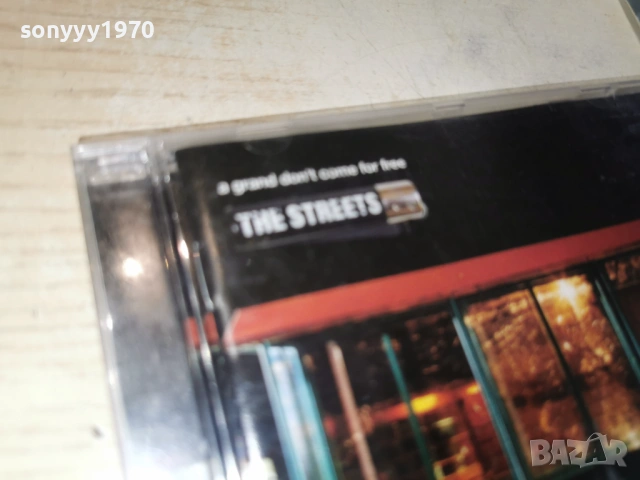 sonyyy1970
a grand don't come for free
THE STREETS
BAZAR